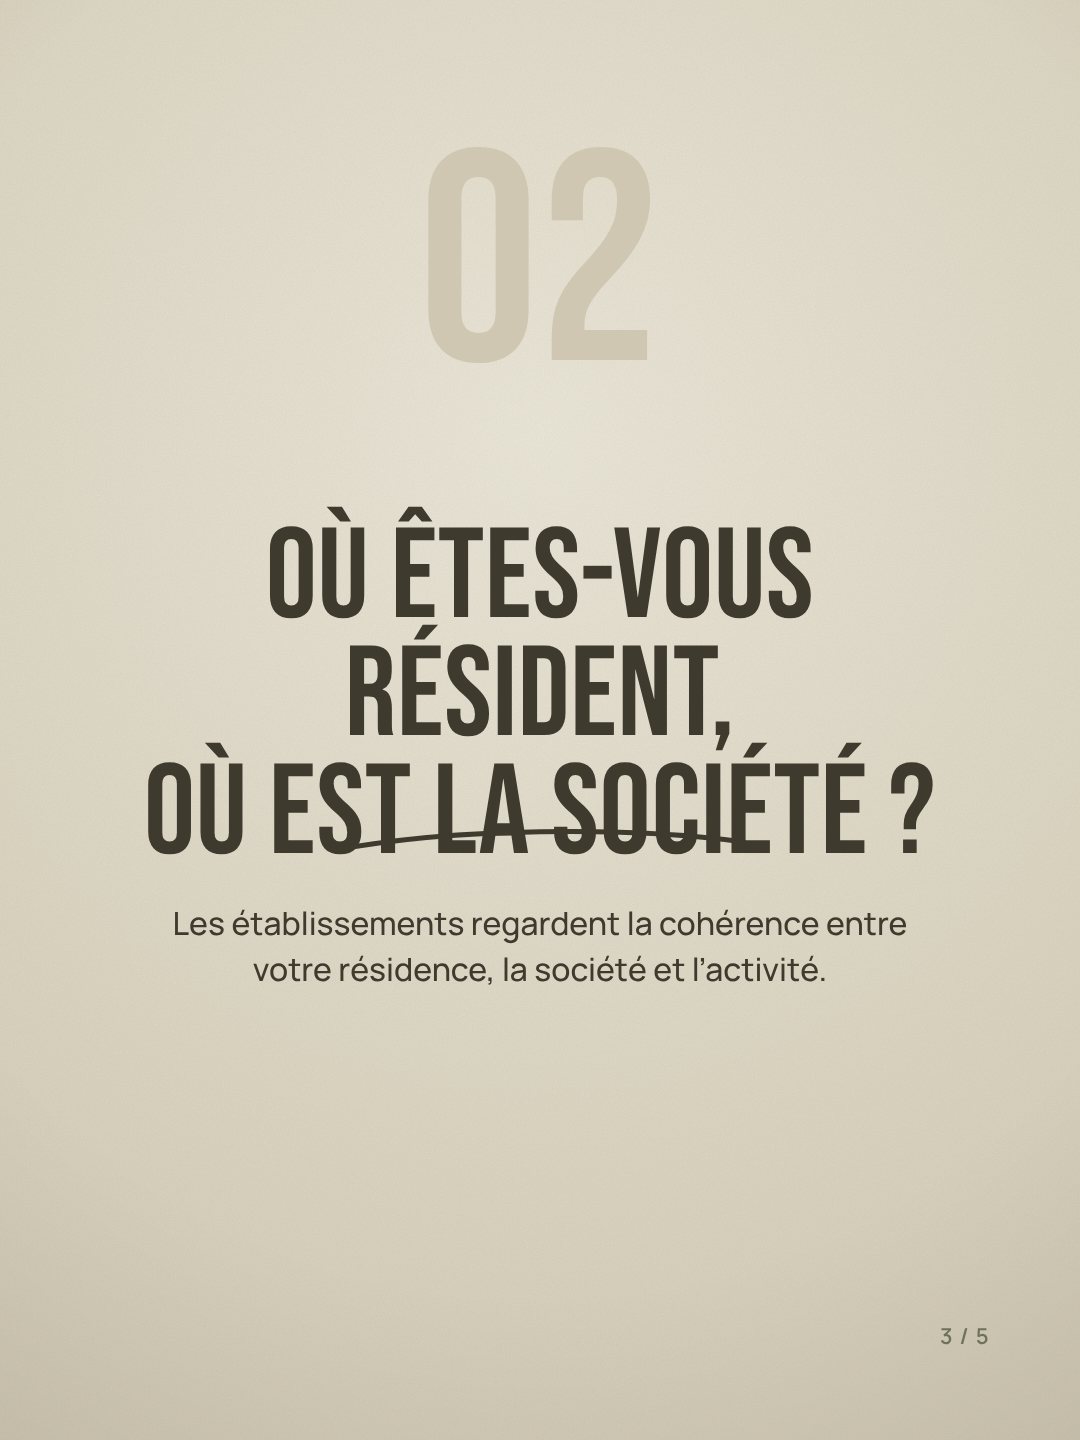 02
OÙ ÊTES-VOUS
RÉSIDENT,
OÙ EST LA SOCIÉTÉ ?
Les établissements regardent la cohérence entre
votre résidence, la société et l’activité.
3 / 5